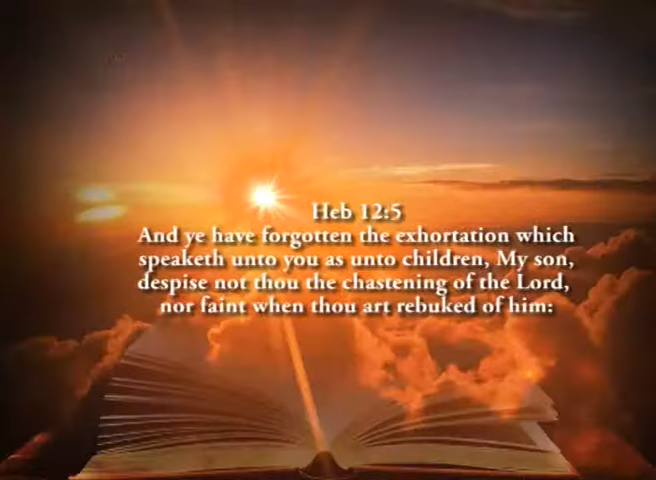 Heb 12:5
And ye have forgotten the exhortation which
speaketh unto you as unto children, My son,
despise not thou the chastening of the Lord,
nor faint when thou art rebuked of him: